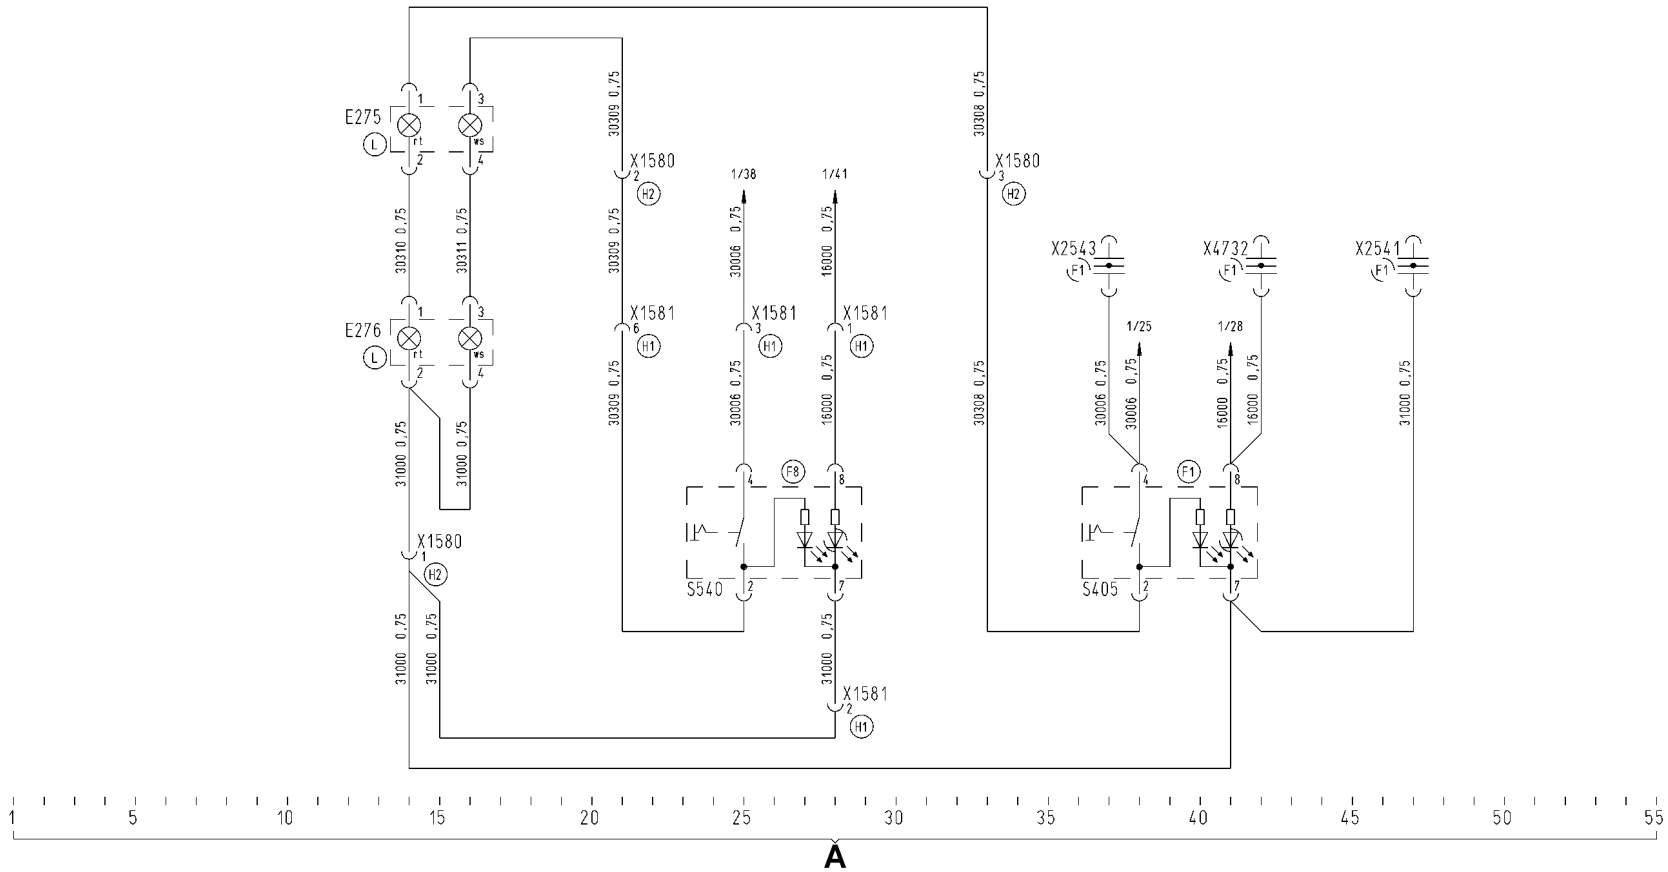 1 3
E275
L
rt ws
2 4
30309 0,75
30308 0,75
X1580
2
H2
X1580
3
H2
1/38 1/41
30310 0,75
30311 0,75
30309 0,75
30006 0,75
16000 0,75
X2543
F1
X4732
F1
X2541
F1
1 3
E276
L
rt ws
2 4
X1581
6
H1
X1581
3
H1
X1581
1
H1
1/25 1/28
31000 0,75
31000 0,75
30309 0,75
30006 0,75
16000 0,75
30308 0,75
30006 0,75
30006 0,75
16000 0,75
16000 0,75
31000 0,75
4 F8 8
4 F1 8
X1580
1
H2
S540
2 7
S405
2 7
31000 0,75
31000 0,75
31000 0,75
X1581
2
H1
1 5 10 15 20 25 30 35 40 45 50 55
A